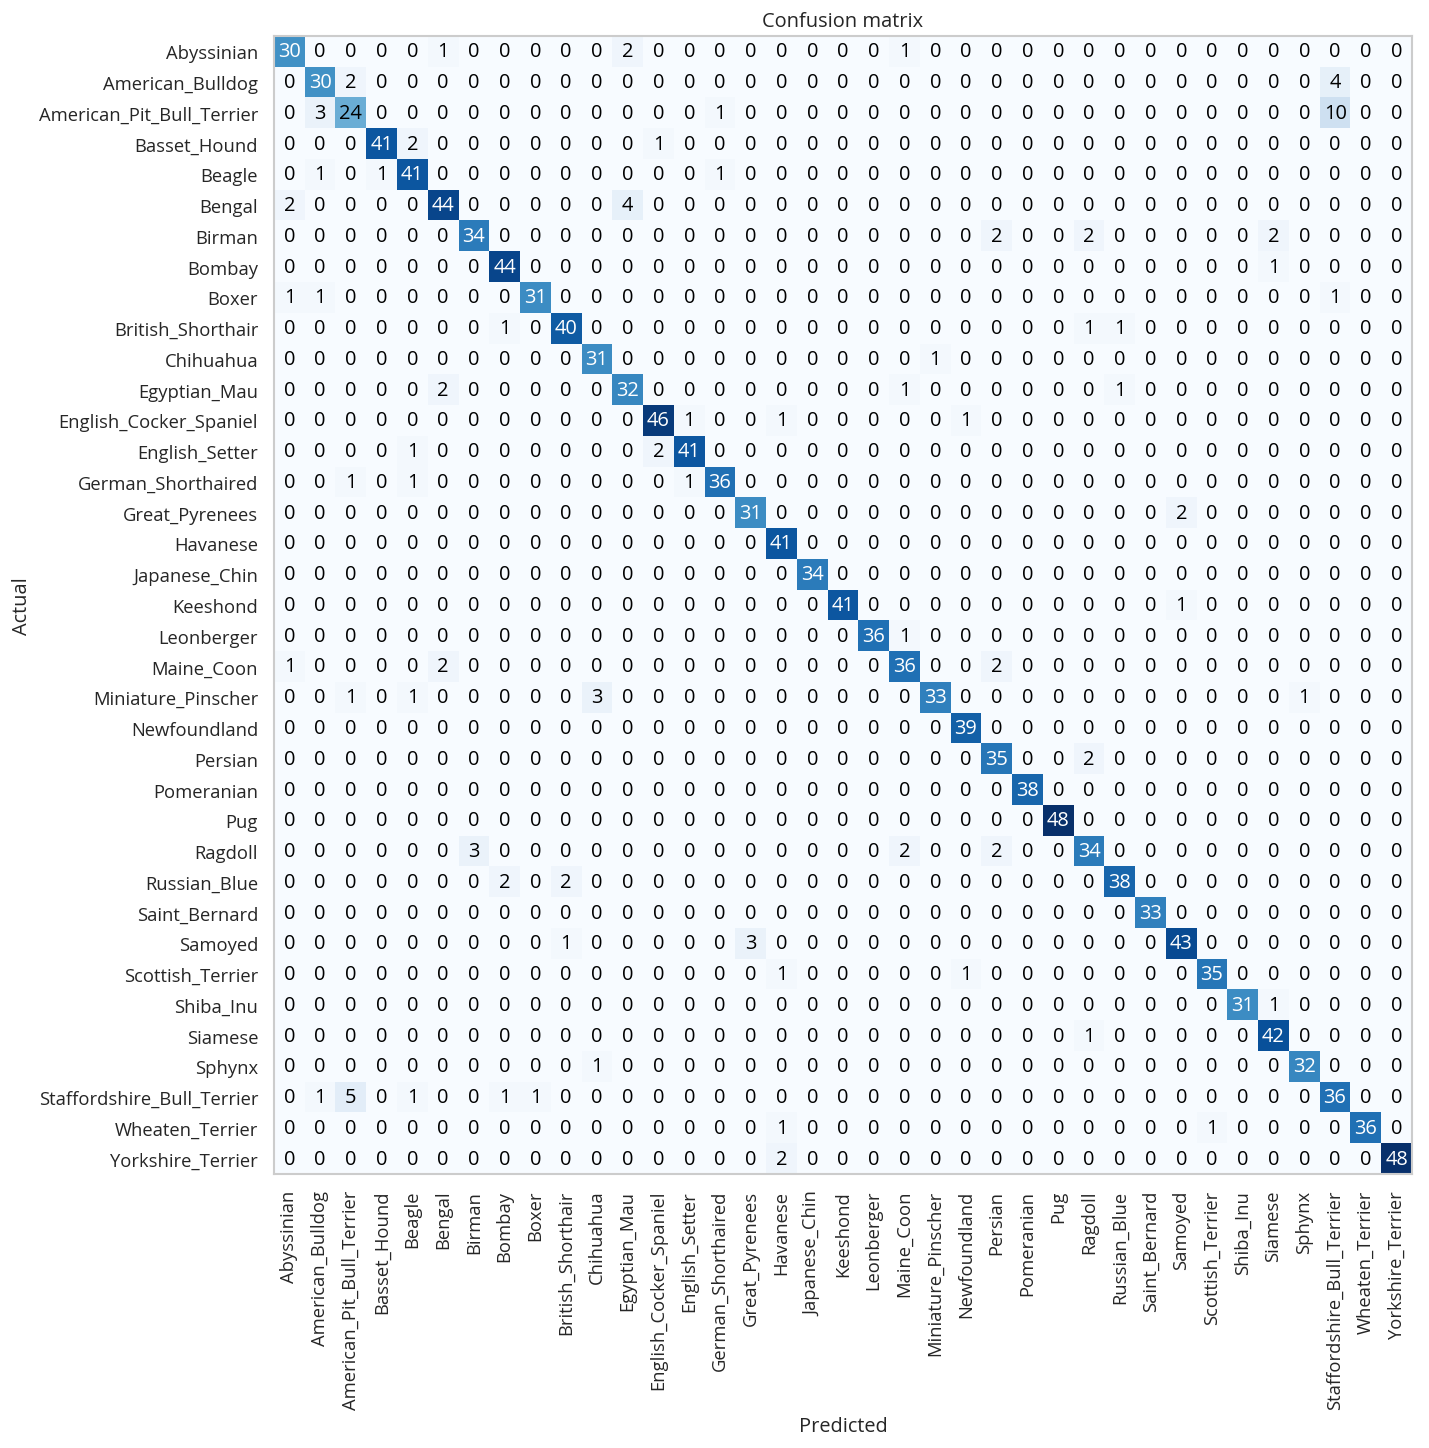 Confusion matrix
Abyssinian 30 0 0 0 0 1 0 0 0 0 0 2 0 0 0 0 0 0 0 0 1 0 0 0 0 0 0 0 0 0 0 0 0 0 0 0 0
American_Bulldog 0 30 2 0 0 0 0 0 0 0 0 0 0 0 0 0 0 0 0 0 0 0 0 0 0 0 0 0 0 0 0 0 0 0 4 0 0
American_Pit_Bull_Terrier 0 3 24 0 0 0 0 0 0 0 0 0 0 0 1 0 0 0 0 0 0 0 0 0 0 0 0 0 0 0 0 0 0 0 10 0 0
Basset_Hound 0 0 0 41 2 0 0 0 0 0 0 0 1 0 0 0 0 0 0 0 0 0 0 0 0 0 0 0 0 0 0 0 0 0 0 0 0
Beagle 0 1 0 1 41 0 0 0 0 0 0 0 0 0 1 0 0 0 0 0 0 0 0 0 0 0 0 0 0 0 0 0 0 0 0 0 0
Bengal 2 0 0 0 0 44 0 0 0 0 0 4 0 0 0 0 0 0 0 0 0 0 0 0 0 0 0 0 0 0 0 0 0 0 0 0 0
Birman 0 0 0 0 0 0 34 0 0 0 0 0 0 0 0 0 0 0 0 0 0 0 0 2 0 0 2 0 0 0 0 0 2 0 0 0 0
Bombay 0 0 0 0 0 0 0 44 0 0 0 0 0 0 0 0 0 0 0 0 0 0 0 0 0 0 0 0 0 0 0 0 1 0 0 0 0
Boxer 1 1 0 0 0 0 0 0 31 0 0 0 0 0 0 0 0 0 0 0 0 0 0 0 0 0 0 0 0 0 0 0 0 0 1 0 0
British_Shorthair 0 0 0 0 0 0 0 1 0 40 0 0 0 0 0 0 0 0 0 0 0 0 0 0 0 0 1 1 0 0 0 0 0 0 0 0 0
Chihuahua 0 0 0 0 0 0 0 0 0 0 31 0 0 0 0 0 0 0 0 0 0 1 0 0 0 0 0 0 0 0 0 0 0 0 0 0 0
Egyptian_Mau 0 0 0 0 0 2 0 0 0 0 0 32 0 0 0 0 0 0 0 0 1 0 0 0 0 0 0 1 0 0 0 0 0 0 0 0 0
English_Cocker_Spaniel 0 0 0 0 0 0 0 0 0 0 0 0 46 1 0 0 1 0 0 0 0 0 1 0 0 0 0 0 0 0 0 0 0 0 0 0 0
English_Setter 0 0 0 0 1 0 0 0 0 0 0 0 2 41 0 0 0 0 0 0 0 0 0 0 0 0 0 0 0 0 0 0 0 0 0 0 0
German_Shorthaired 0 0 1 0 1 0 0 0 0 0 0 0 0 1 36 0 0 0 0 0 0 0 0 0 0 0 0 0 0 0 0 0 0 0 0 0 0
Great_Pyrenees 0 0 0 0 0 0 0 0 0 0 0 0 0 0 0 31 0 0 0 0 0 0 0 0 0 0 0 0 0 2 0 0 0 0 0 0 0
Havanese 0 0 0 0 0 0 0 0 0 0 0 0 0 0 0 0 41 0 0 0 0 0 0 0 0 0 0 0 0 0 0 0 0 0 0 0 0
Japanese_Chin 0 0 0 0 0 0 0 0 0 0 0 0 0 0 0 0 0 34 0 0 0 0 0 0 0 0 0 0 0 0 0 0 0 0 0 0 0
Keeshond 0 0 0 0 0 0 0 0 0 0 0 0 0 0 0 0 0 0 41 0 0 0 0 0 0 0 0 0 0 1 0 0 0 0 0 0 0
Leonberger 0 0 0 0 0 0 0 0 0 0 0 0 0 0 0 0 0 0 0 36 1 0 0 0 0 0 0 0 0 0 0 0 0 0 0 0 0
Maine_Coon 1 0 0 0 0 2 0 0 0 0 0 0 0 0 0 0 0 0 0 0 36 0 0 2 0 0 0 0 0 0 0 0 0 0 0 0 0
Miniature_Pinscher 0 0 1 0 1 0 0 0 0 0 3 0 0 0 0 0 0 0 0 0 0 33 0 0 0 0 0 0 0 0 0 0 0 1 0 0 0
Newfoundland 0 0 0 0 0 0 0 0 0 0 0 0 0 0 0 0 0 0 0 0 0 0 39 0 0 0 0 0 0 0 0 0 0 0 0 0 0
Persian 0 0 0 0 0 0 0 0 0 0 0 0 0 0 0 0 0 0 0 0 0 0 0 35 0 0 2 0 0 0 0 0 0 0 0 0 0
Pomeranian 0 0 0 0 0 0 0 0 0 0 0 0 0 0 0 0 0 0 0 0 0 0 0 0 38 0 0 0 0 0 0 0 0 0 0 0 0
Pug 0 0 0 0 0 0 0 0 0 0 0 0 0 0 0 0 0 0 0 0 0 0 0 0 0 48 0 0 0 0 0 0 0 0 0 0 0
Ragdoll 0 0 0 0 0 0 3 0 0 0 0 0 0 0 0 0 0 0 0 0 2 0 0 2 0 0 34 0 0 0 0 0 0 0 0 0 0
Russian_Blue 0 0 0 0 0 0 0 2 0 2 0 0 0 0 0 0 0 0 0 0 0 0 0 0 0 0 0 38 0 0 0 0 0 0 0 0 0
Saint_Bernard 0 0 0 0 0 0 0 0 0 0 0 0 0 0 0 0 0 0 0 0 0 0 0 0 0 0 0 0 33 0 0 0 0 0 0 0 0
Samoyed 0 0 0 0 0 0 0 0 0 1 0 0 0 0 0 3 0 0 0 0 0 0 0 0 0 0 0 0 0 43 0 0 0 0 0 0 0
Scottish_Terrier 0 0 0 0 0 0 0 0 0 0 0 0 0 0 0 0 1 0 0 0 0 0 1 0 0 0 0 0 0 0 35 0 0 0 0 0 0
Shiba_Inu 0 0 0 0 0 0 0 0 0 0 0 0 0 0 0 0 0 0 0 0 0 0 0 0 0 0 0 0 0 0 0 31 1 0 0 0 0
Siamese 0 0 0 0 0 0 0 0 0 0 0 0 0 0 0 0 0 0 0 0 0 0 0 0 0 0 1 0 0 0 0 0 42 0 0 0 0
Sphynx 0 0 0 0 0 0 0 0 0 0 1 0 0 0 0 0 0 0 0 0 0 0 0 0 0 0 0 0 0 0 0 0 0 32 0 0 0
Staffordshire_Bull_Terrier 0 1 5 0 1 0 0 1 1 0 0 0 0 0 0 0 0 0 0 0 0 0 0 0 0 0 0 0 0 0 0 0 0 0 36 0 0
Wheaten_Terrier 0 0 0 0 0 0 0 0 0 0 0 0 0 0 0 0 1 0 0 0 0 0 0 0 0 0 0 0 0 0 1 0 0 0 0 36 0
Yorkshire_Terrier 0 0 0 0 0 0 0 0 0 0 0 0 0 0 0 0 2 0 0 0 0 0 0 0 0 0 0 0 0 0 0 0 0 0 0 0 48
Actual
Abyssinian
American_Bulldog
American_Pit_Bull_Terrier
Basset_Hound
Beagle
Bengal
Birman
Bombay
Boxer
British_Shorthair
Chihuahua
Egyptian_Mau
English_Cocker_Spaniel
English_Setter
German_Shorthaired
Great_Pyrenees
Havanese
Japanese_Chin
Keeshond
Leonberger
Maine_Coon
Miniature_Pinscher
Newfoundland
Persian
Pomeranian
Pug
Ragdoll
Russian_Blue
Saint_Bernard
Samoyed
Scottish_Terrier
Shiba_Inu
Siamese
Sphynx
Staffordshire_Bull_Terrier
Wheaten_Terrier
Yorkshire_Terrier
Predicted